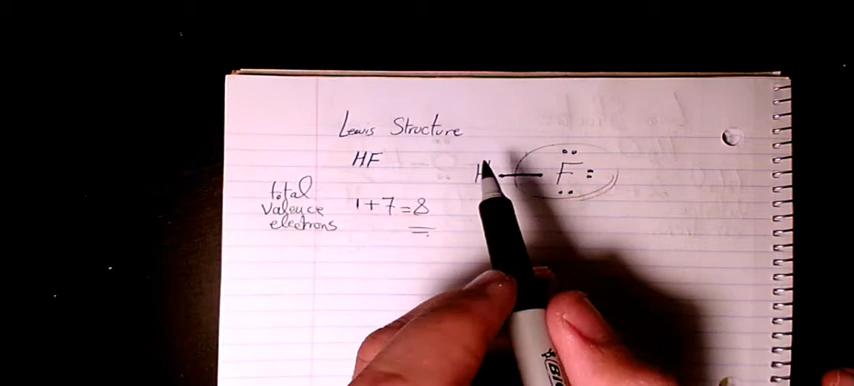 Lewis Structure
HF
H — F
total
valence
electrons
1+7=8
BIC